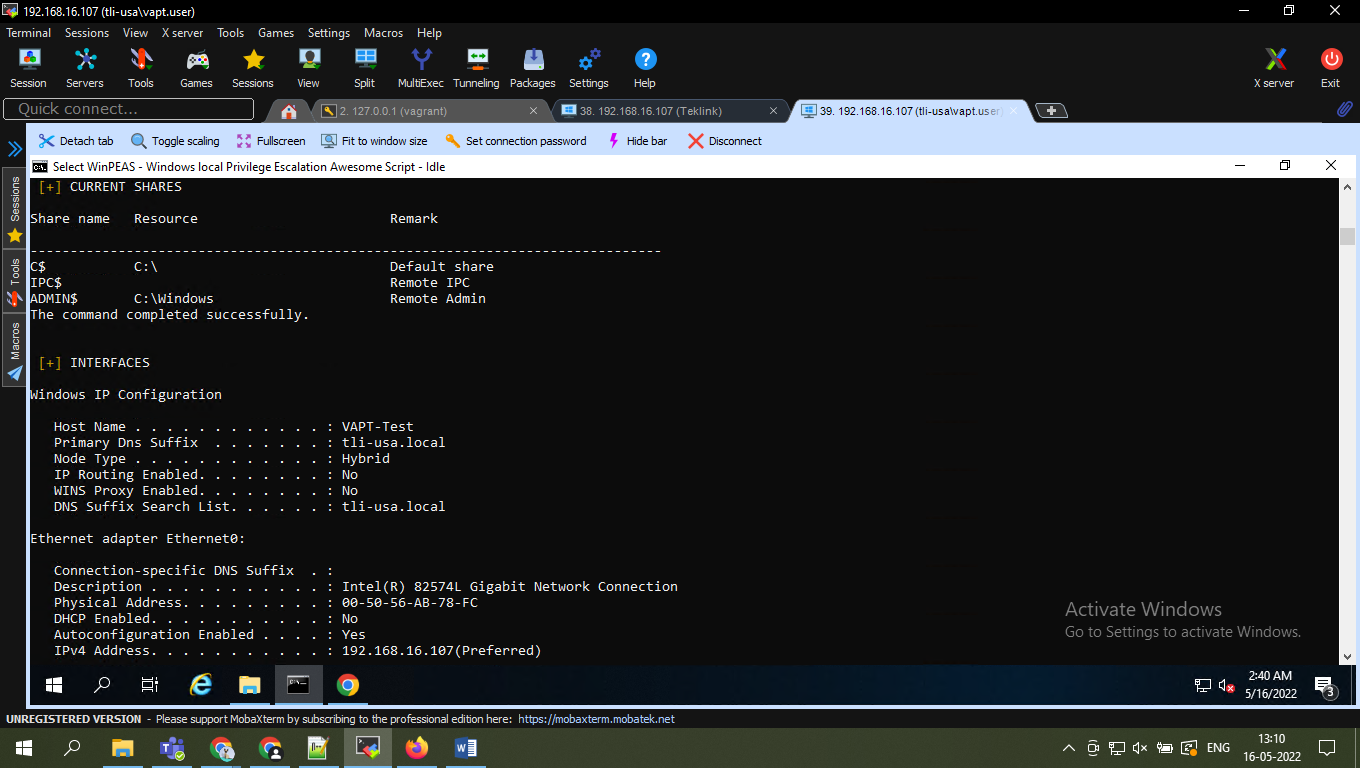 192.168.16.107 (tli-usa\vapt.user)
Terminal Sessions View X server Tools Games Settings Macros Help
Session Servers Tools Games Sessions View Split MultiExec Tunneling Packages Settings Help X server Exit
Quick connect... 2. 127.0.0.1 (vagrant) 38. 192.168.16.107 (Teklink) 39. 192.168.16.107 (tli-usa\vapt.user)
Detach tab Toggle scaling Fullscreen Fit to window size Set connection password Hide bar Disconnect
Select WinPEAS - Windows local Privilege Escalation Awesome Script - Idle
Sessions
Tools
Macros
[+] CURRENT SHARES
Share name Resource Remark
-------------------------------------------------------------------------------
C$ C:\ Default share
IPC$ Remote IPC
ADMIN$ C:\Windows Remote Admin
The command completed successfully.
[+] INTERFACES
Windows IP Configuration
Host Name . . . . . . . . . . . . : VAPT-Test
Primary Dns Suffix . . . . . . . : tli-usa.local
Node Type . . . . . . . . . . . . : Hybrid
IP Routing Enabled. . . . . . . . : No
WINS Proxy Enabled. . . . . . . . : No
DNS Suffix Search List. . . . . . : tli-usa.local
Ethernet adapter Ethernet0:
Connection-specific DNS Suffix . :
Description . . . . . . . . . . . : Intel(R) 82574L Gigabit Network Connection
Physical Address. . . . . . . . . : 00-50-56-AB-78-FC
DHCP Enabled. . . . . . . . . . . : No
Autoconfiguration Enabled . . . . : Yes
IPv4 Address. . . . . . . . . . . : 192.168.16.107(Preferred)
Activate Windows
Go to Settings to activate Windows.
2:40 AM
5/16/2022
3
UNREGISTERED VERSION - Please support MobaXterm by subscribing to the professional edition here: https://mobaxterm.mobatek.net
ENG
13:10
16-05-2022